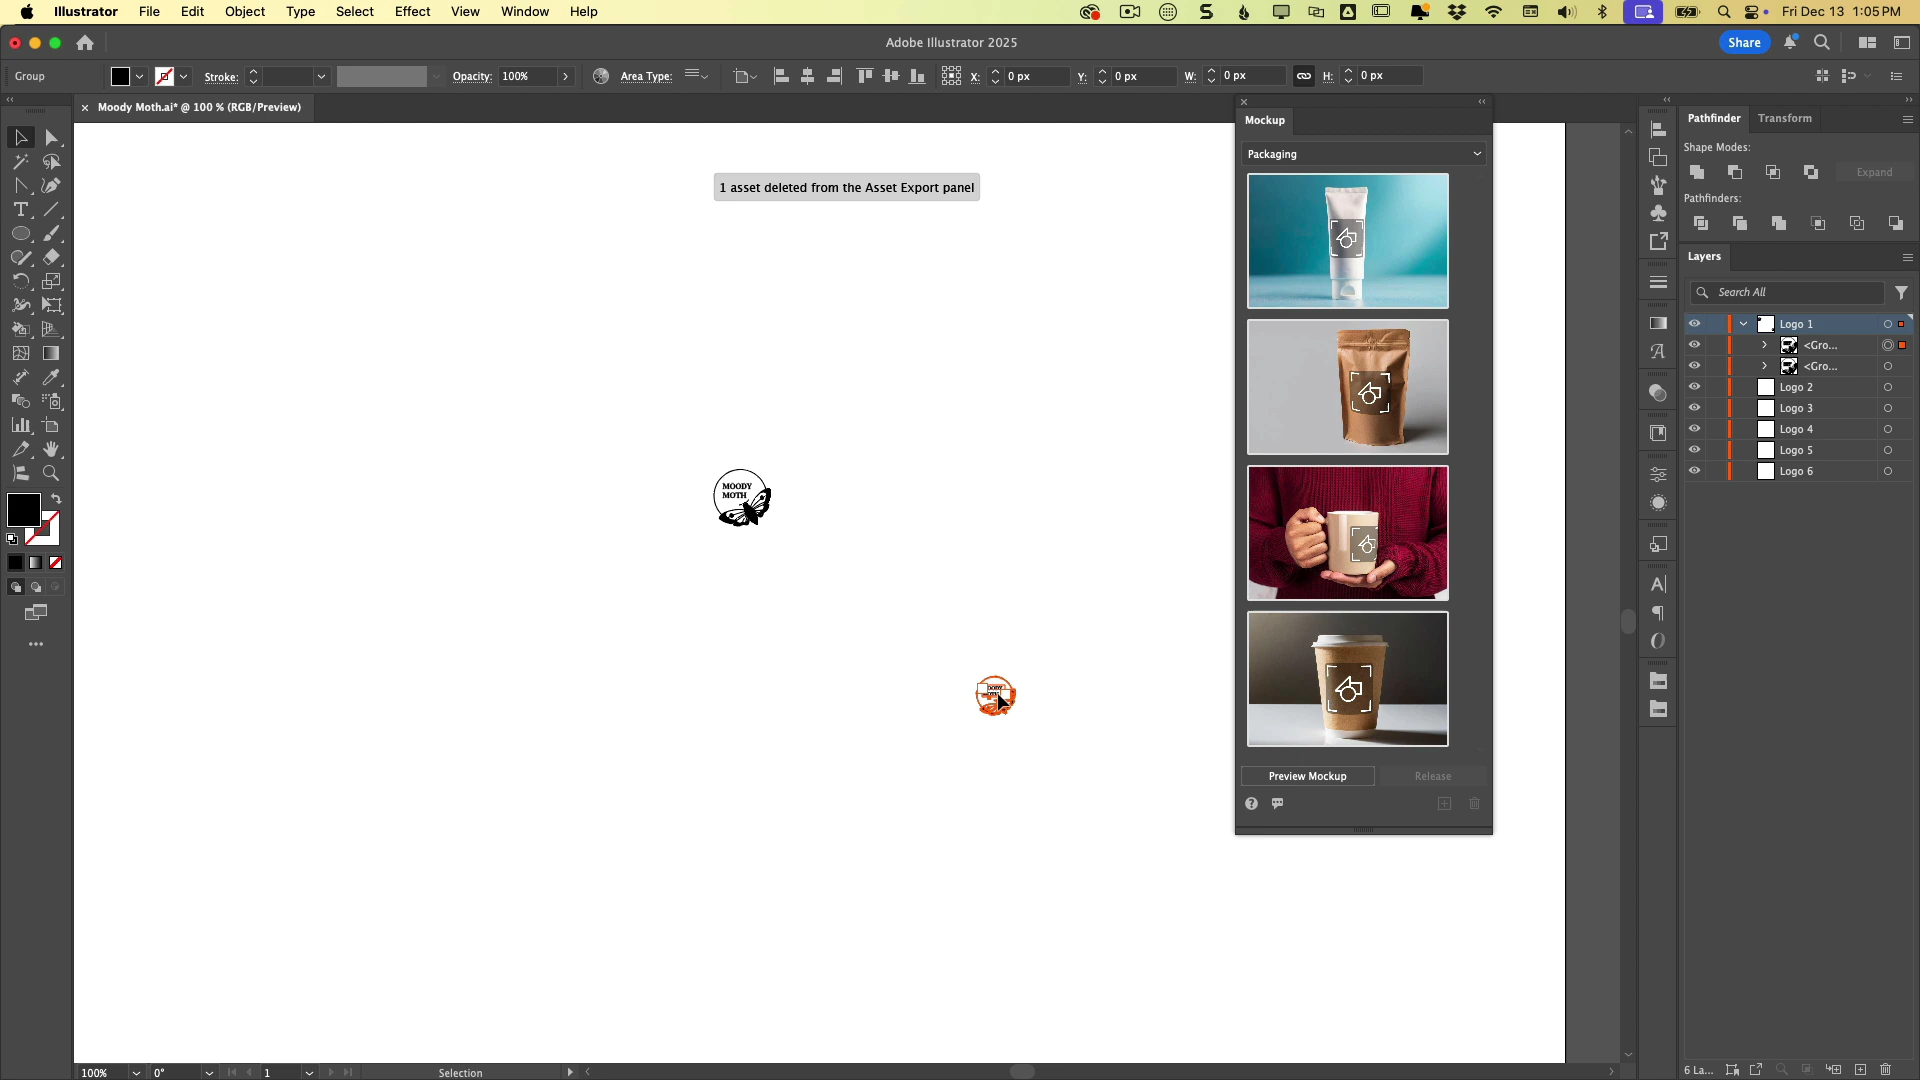 Illustrator File Edit Object Type Select Effect View Window Help
Fri Dec 13 1:05 PM
Adobe Illustrator 2025
Share
Group
Stroke:
Opacity: 100%
Area Type:
X: 0 px
Y: 0 px
W: 0 px
H: 0 px
Moody Moth.ai* @ 100 % (RGB/Preview)
1 asset deleted from the Asset Export panel
MOODY
MOTH
Mockup
Packaging
Preview Mockup
Release
Pathfinder
Transform
Shape Modes:
Expand
Pathfinders:
Layers
Search All
Logo 1
<Gro...
<Gro...
Logo 2
Logo 3
Logo 4
Logo 5
Logo 6
100%
0°
1
Selection
6 La...